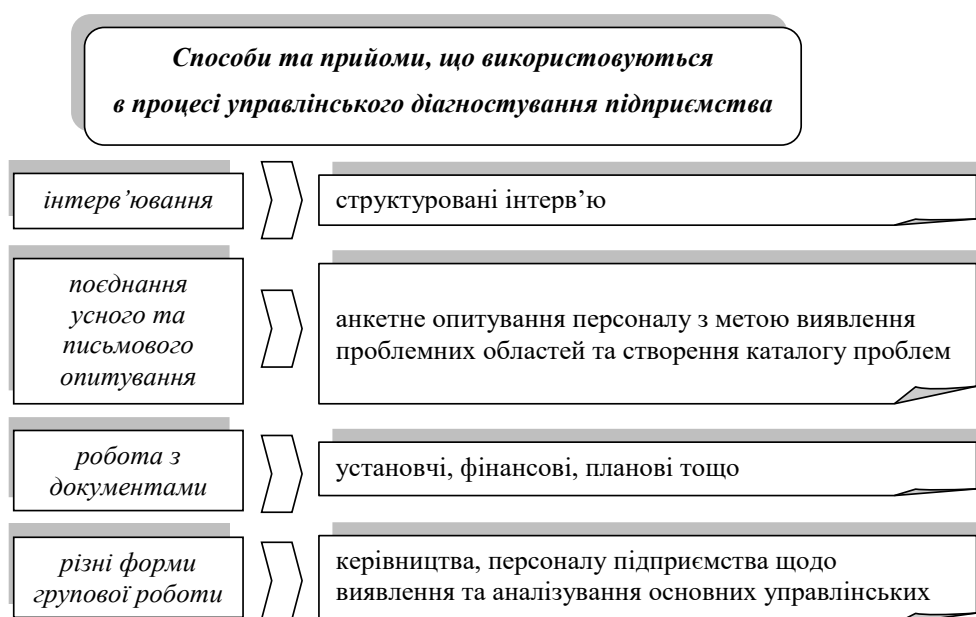 Способи та прийоми, що використовуються
в процесі управлінського діагностування підприємства
інтерв’ювання
структуровані інтерв’ю
поєднання
усного та
письмового
опитування
анкетне опитування персоналу з метою виявлення
проблемних областей та створення каталогу проблем
робота з
документами
установчі, фінансові, планові тощо
різні форми
групової роботи
керівництва, персоналу підприємства щодо
виявлення та аналізування основних управлінських